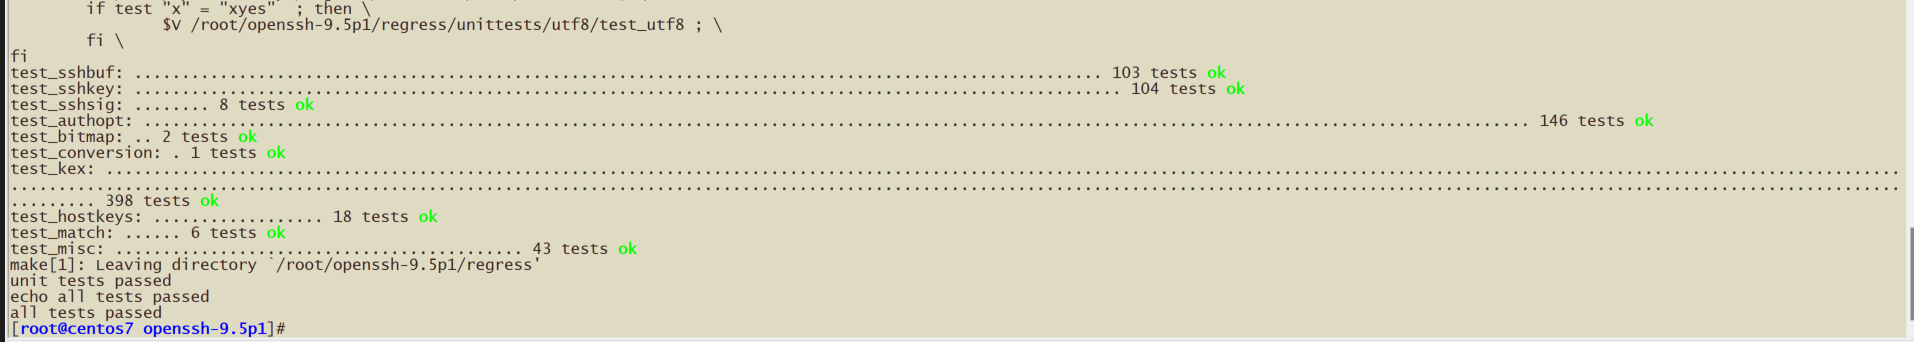 if test "x" = "xyes"  ; then \
$V /root/openssh-9.5p1/regress/unittests/utf8/test_utf8 ; \
fi \
fi
test_sshbuf: ...................................................................................................... 103 tests ok
test_sshkey: ........................................................................................................ 104 tests ok
test_sshsig: ........ 8 tests ok
test_authopt: .................................................................................................................................................. 146 tests ok
test_bitmap: .. 2 tests ok
test_conversion: . 1 tests ok
test_kex: .............................................................................................................................................................................................
.......................................................................................................................................................................................................
......... 398 tests ok
test_hostkeys: .................. 18 tests ok
test_match: ...... 6 tests ok
test_misc: ........................................... 43 tests ok
make[1]: Leaving directory `/root/openssh-9.5p1/regress'
unit tests passed
echo all tests passed
all tests passed
[root@centos7 openssh-9.5p1]#